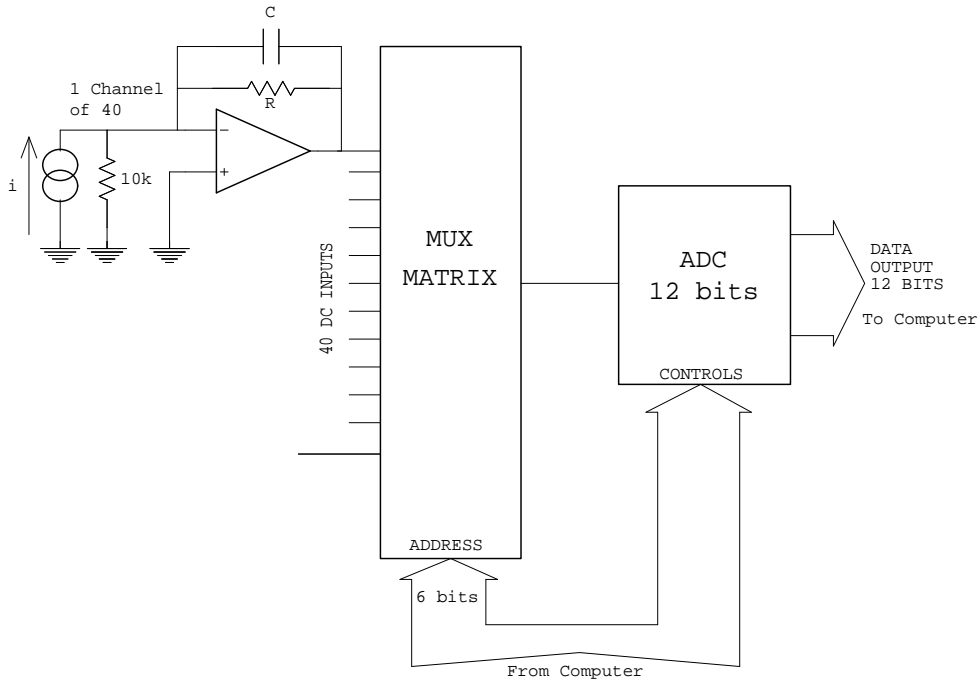 C
R
1 Channel
of 40
−
+
10k
i
40 DC INPUTS
MUX
MATRIX
ADDRESS
6 bits
ADC
12 bits
CONTROLS
DATA
OUTPUT
12 BITS
To Computer
From Computer